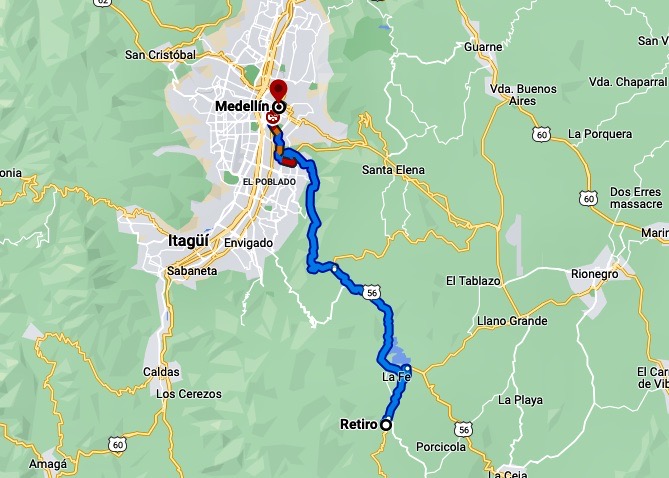 62
Guarne
San V
San Cristóbal
Vda. Buenos
Aires
Vda. Chaparral
Medellín
60
La Porquera
onia
Santa Elena
EL POBLADO
60
Dos Erres
massacre
Itagüí
Envigado
Marin
Sabaneta
El Tablazo
Rionegro
56
Llano Grande
Caldas
La Fe
El Car
de Vib
Los Cerezos
La Playa
Retiro
56
60
Porcicola
Amagá
La Ceja